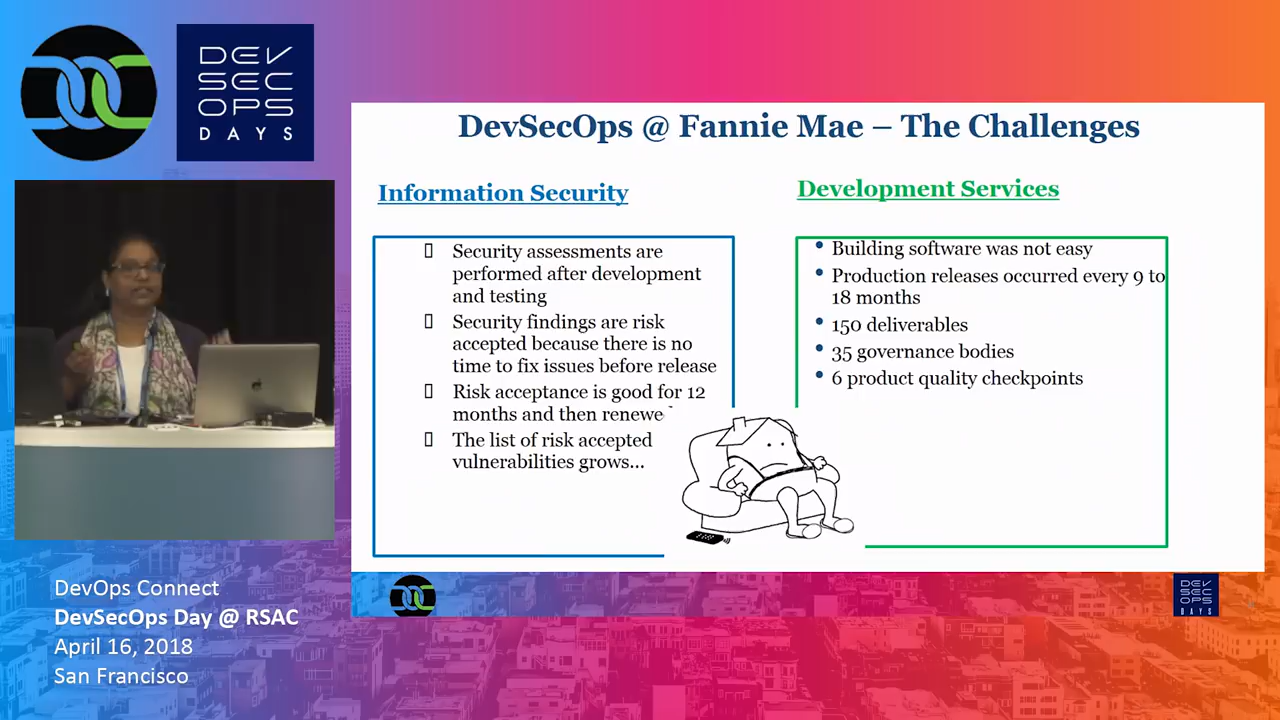 DEV
SEC
OPS
DAYS
DevSecOps @ Fannie Mae – The Challenges
Information Security
Security assessments are
performed after development
and testing
Security findings are risk
accepted because there is no
time to fix issues before release
Risk acceptance is good for 12
months and then renewe
The list of risk accepted
vulnerabilities grows...
Development Services
• Building software was not easy
• Production releases occurred every 9 to
18 months
• 150 deliverables
• 35 governance bodies
• 6 product quality checkpoints
DevOps Connect
DevSecOps Day @ RSAC
April 16, 2018
San Francisco
DEV
SEC
OPS
DAYS